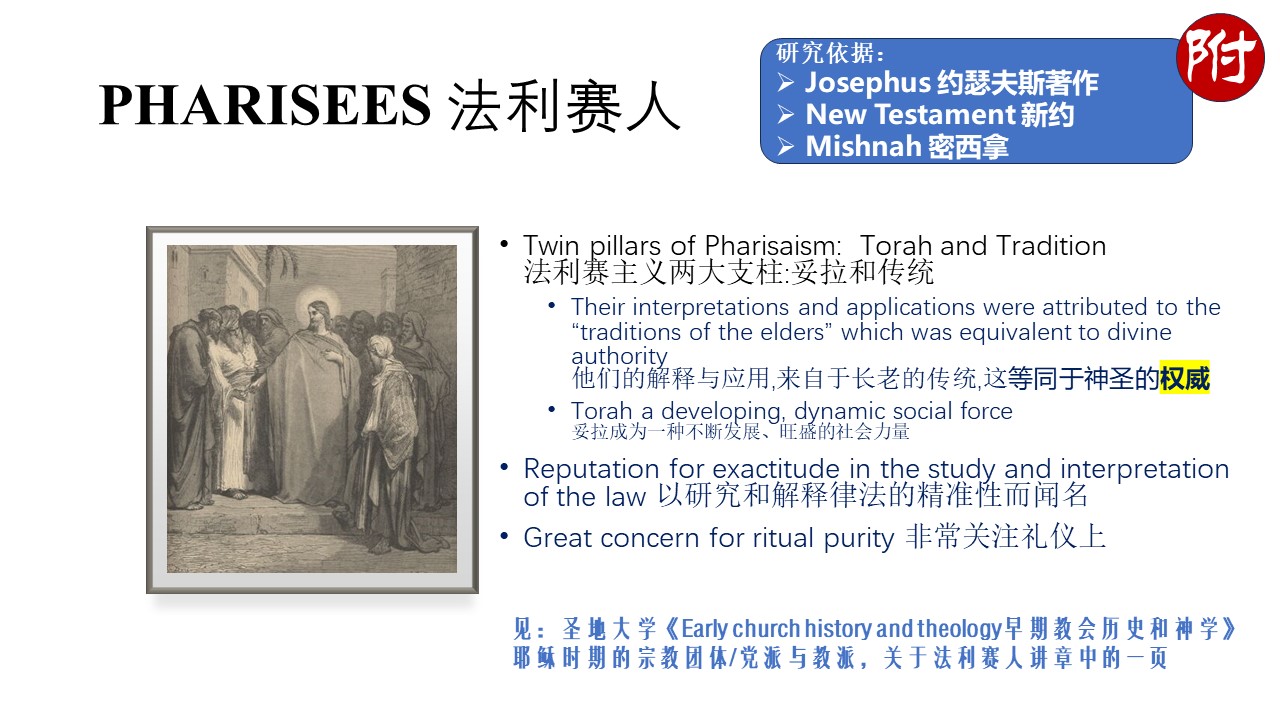 附
研究依据：
➢ Josephus 约瑟夫斯著作
➢ New Testament 新约
➢ Mishnah 密西拿
PHARISEES 法利赛人
• Twin pillars of Pharisaism: Torah and Tradition
法利赛主义两大支柱:妥拉和传统
• Their interpretations and applications were attributed to the
“traditions of the elders” which was equivalent to divine
authority
他们的解释与应用,来自于长老的传统,这等同于神圣的权威
• Torah a developing, dynamic social force
妥拉成为一种不断发展、旺盛的社会力量
• Reputation for exactitude in the study and interpretation
of the law 以研究和解释律法的精准性而闻名
• Great concern for ritual purity 非常关注礼仪上
见：圣地大学《Early church history and theology早期教会历史和神学》
耶稣时期的宗教团体/党派与教派，关于法利赛人讲章中的一页